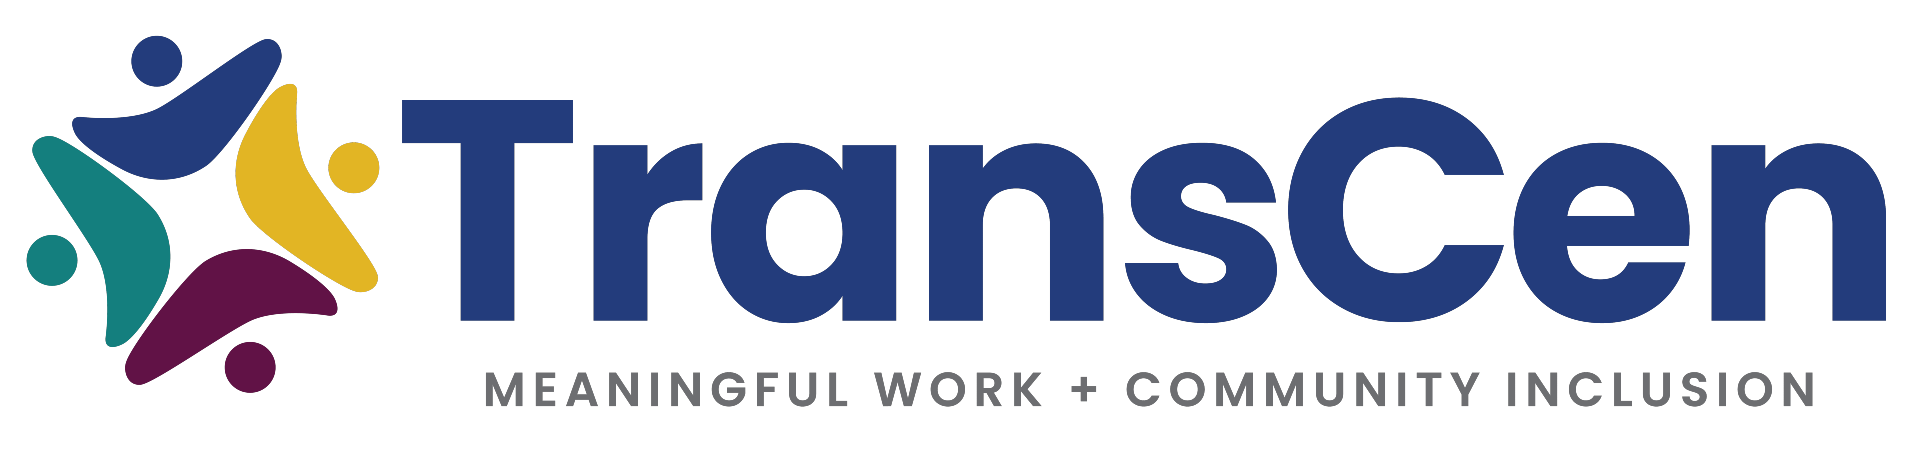 TransCen
MEANINGFUL WORK + COMMUNITY INCLUSION